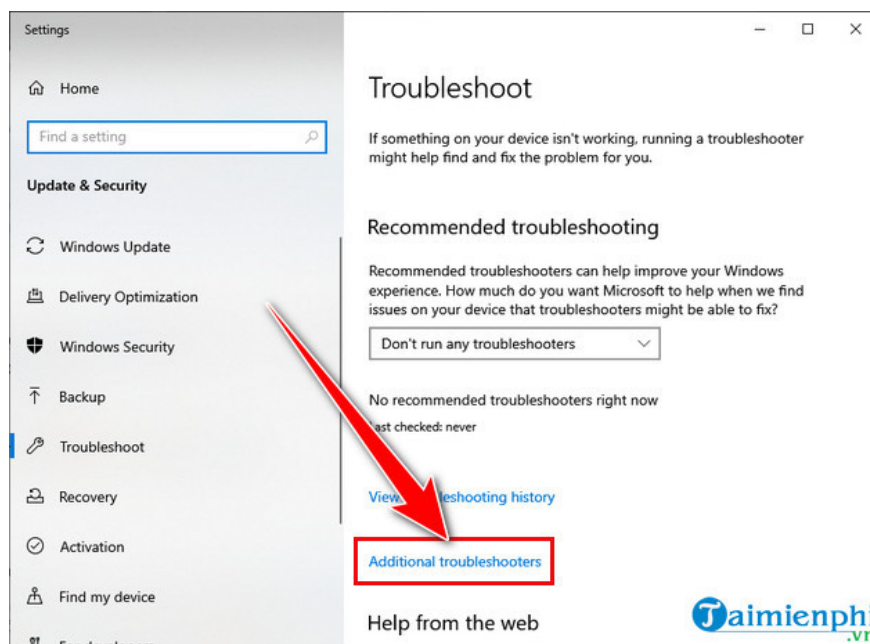 Settings
Home
Find a setting
Update & Security
Windows Update
Delivery Optimization
Windows Security
Backup
Troubleshoot
Recovery
Activation
Find my device
Troubleshoot
If something on your device isn't working, running a troubleshooter
might help find and fix the problem for you.
Recommended troubleshooting
Recommended troubleshooters can help improve your Windows
experience. How much do you want Microsoft to help when we find
issues on your device that troubleshooters might be able to fix?
Don't run any troubleshooters
No recommended troubleshooters right now
Last checked: never
View troubleshooting history
Additional troubleshooters
Help from the web
Taimienphi
.vn